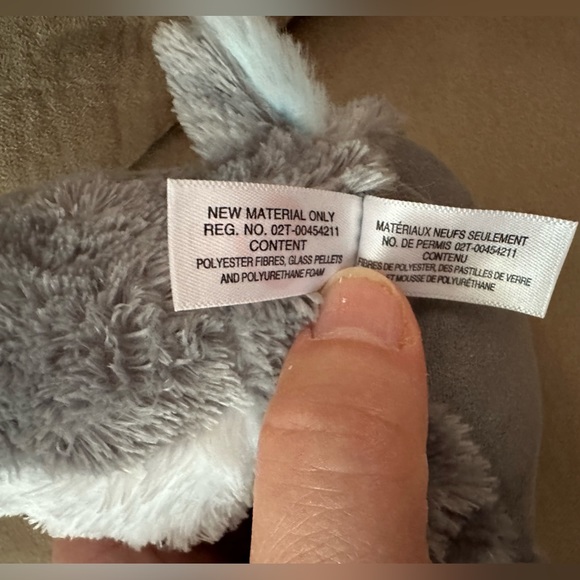 NEW MATERIAL ONLY
REG. NO. 02T-00454211
CONTENT
POLYESTER FIBRES, GLASS PELLETS
AND POLYURETHANE FOAM
MATÉRIAUX NEUFS SEULEMENT
NO. DE PERMIS 02T-00454211
CONTENU
FIBRES DE POLYESTER, DES PASTILLES DE VERRE
ET MOUSSE DE POLYURÉTHANE